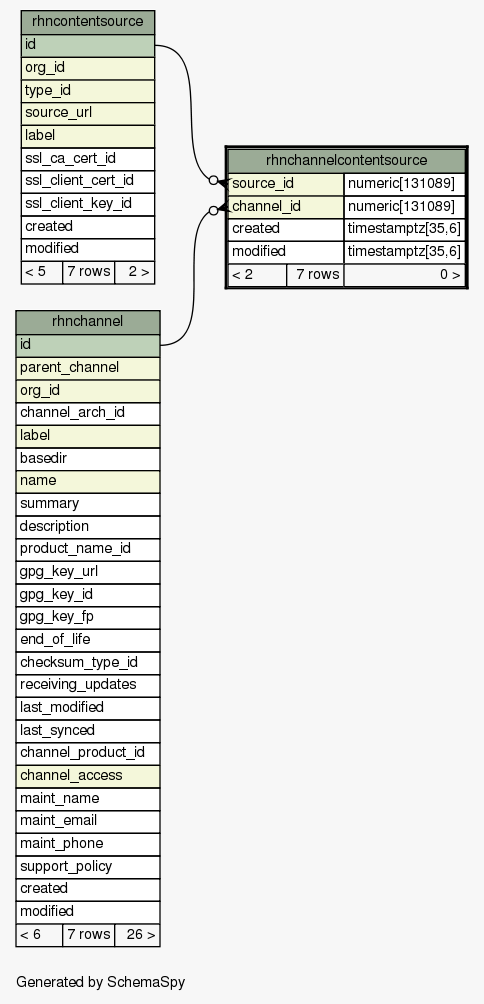 rhncontentsource
id
org_id
type_id
source_url
label
ssl_ca_cert_id
ssl_client_cert_id
ssl_client_key_id
created
modified
< 5 7 rows 2 >
rhnchannelcontentsource
source_id numeric[131089]
channel_id numeric[131089]
created timestamptz[35,6]
modified timestamptz[35,6]
< 2 7 rows 0 >
rhnchannel
id
parent_channel
org_id
channel_arch_id
label
basedir
name
summary
description
product_name_id
gpg_key_url
gpg_key_id
gpg_key_fp
end_of_life
checksum_type_id
receiving_updates
last_modified
last_synced
channel_product_id
channel_access
maint_name
maint_email
maint_phone
support_policy
created
modified
< 6 7 rows 26 >
Generated by SchemaSpy